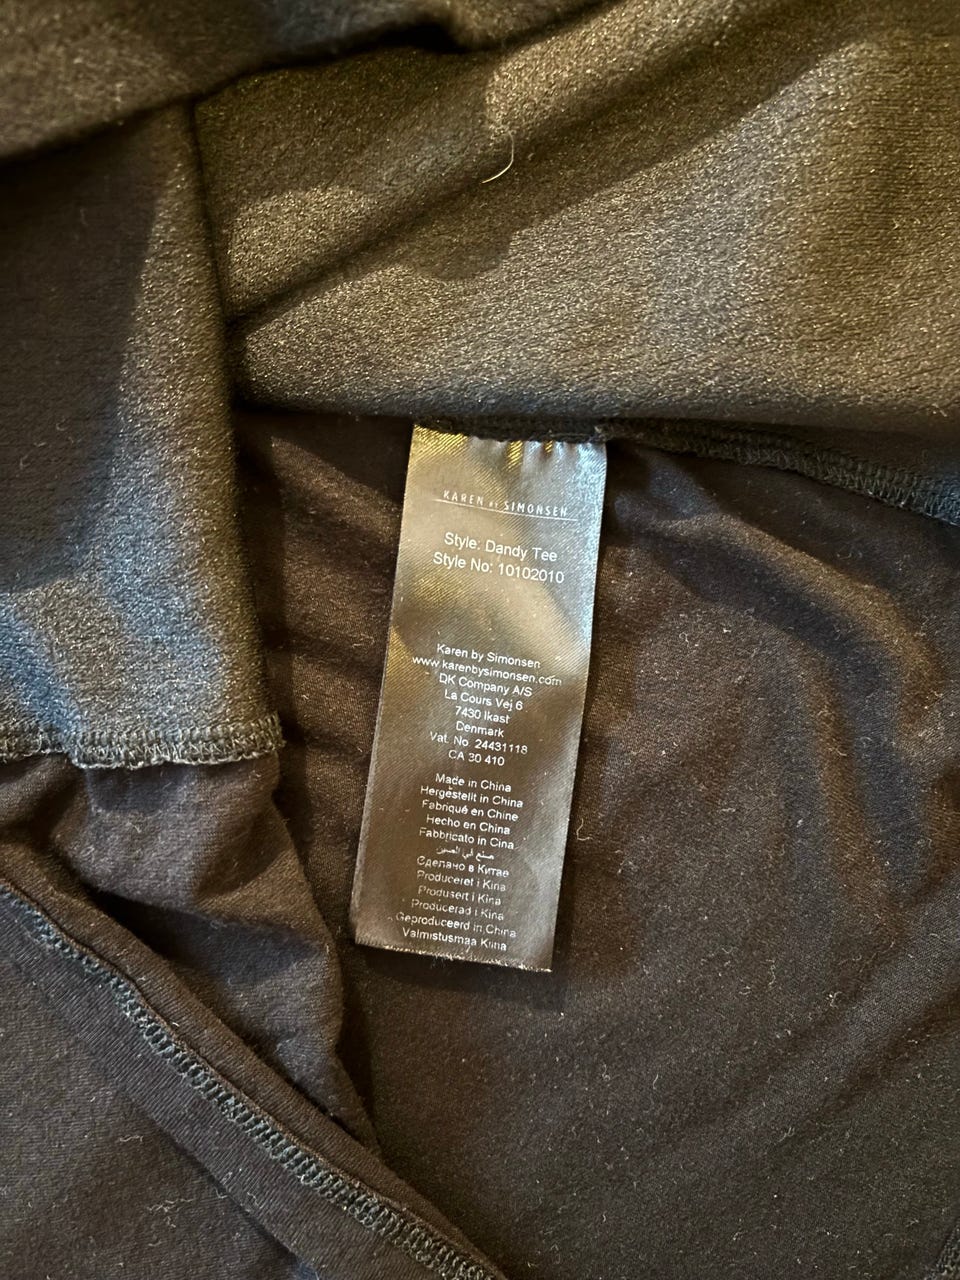 KAREN BY SIMONSEN
Style: Dandy Tee
Style No: 10102010
Karen by Simonsen
www.karenbysimonsen.com
DK Company A/S
La Cours Vej 6
7430 Ikast
Denmark
Vat. No 24431118
CA 30 410
Made in China
Hergestellt in China
Fabriqué en Chine
Hecho en China
Fabbricato in Cina
صنع في الصين
Сделано в Китае
Produceret i Kina
Produsert i Kina
Producerad i Kina
Geproduceerd in China
Valmistusmaa Kiina